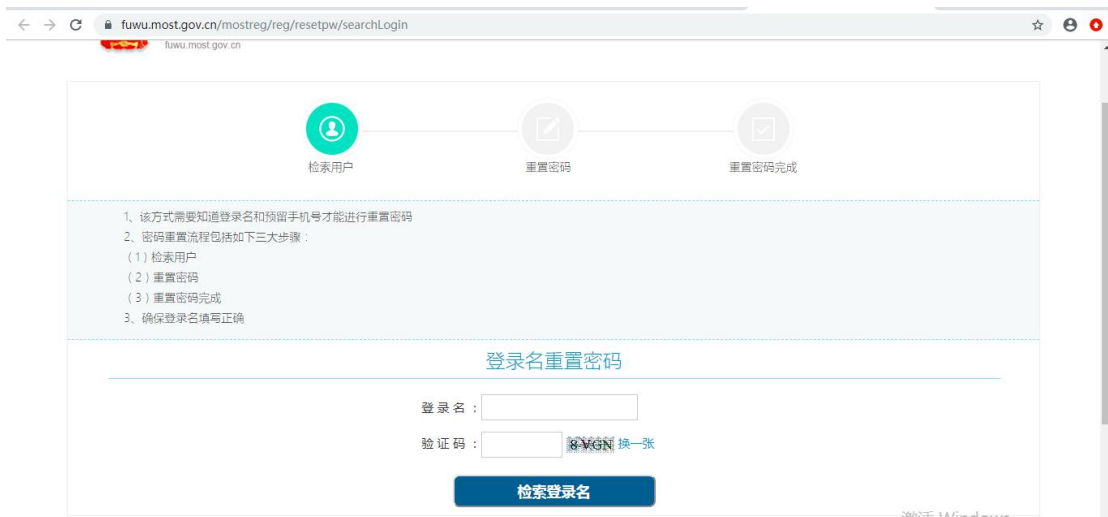 fuwu.most.gov.cn/mostreg/reg/resetpw/searchLogin
fuwu.most.gov.cn
检索用户
重置密码
重置密码完成
1、该方式需要知道登录名和预留手机号才能进行重置密码
2、密码重置流程包括如下三大步骤：
（1）检索用户
（2）重置密码
（3）重置密码完成
3、确保登录名填写正确
登录名重置密码
登 录 名 ：
验 证 码 ： 换一张
检索登录名
激活 Windows